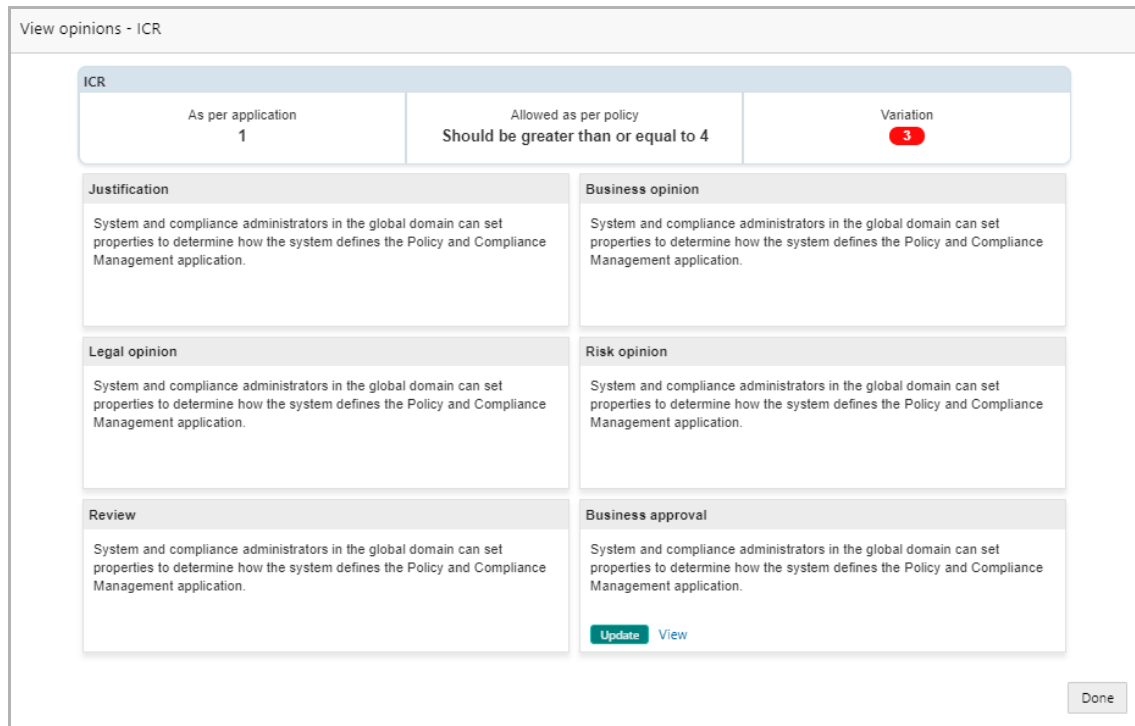 View opinions - ICR
ICR
As per application
1
Allowed as per policy
Should be greater than or equal to 4
Variation
3
Justification
System and compliance administrators in the global domain can set
properties to determine how the system defines the Policy and Compliance
Management application.
Business opinion
System and compliance administrators in the global domain can set
properties to determine how the system defines the Policy and Compliance
Management application.
Legal opinion
System and compliance administrators in the global domain can set
properties to determine how the system defines the Policy and Compliance
Management application.
Risk opinion
System and compliance administrators in the global domain can set
properties to determine how the system defines the Policy and Compliance
Management application.
Review
System and compliance administrators in the global domain can set
properties to determine how the system defines the Policy and Compliance
Management application.
Business approval
System and compliance administrators in the global domain can set
properties to determine how the system defines the Policy and Compliance
Management application.
Update View
Done